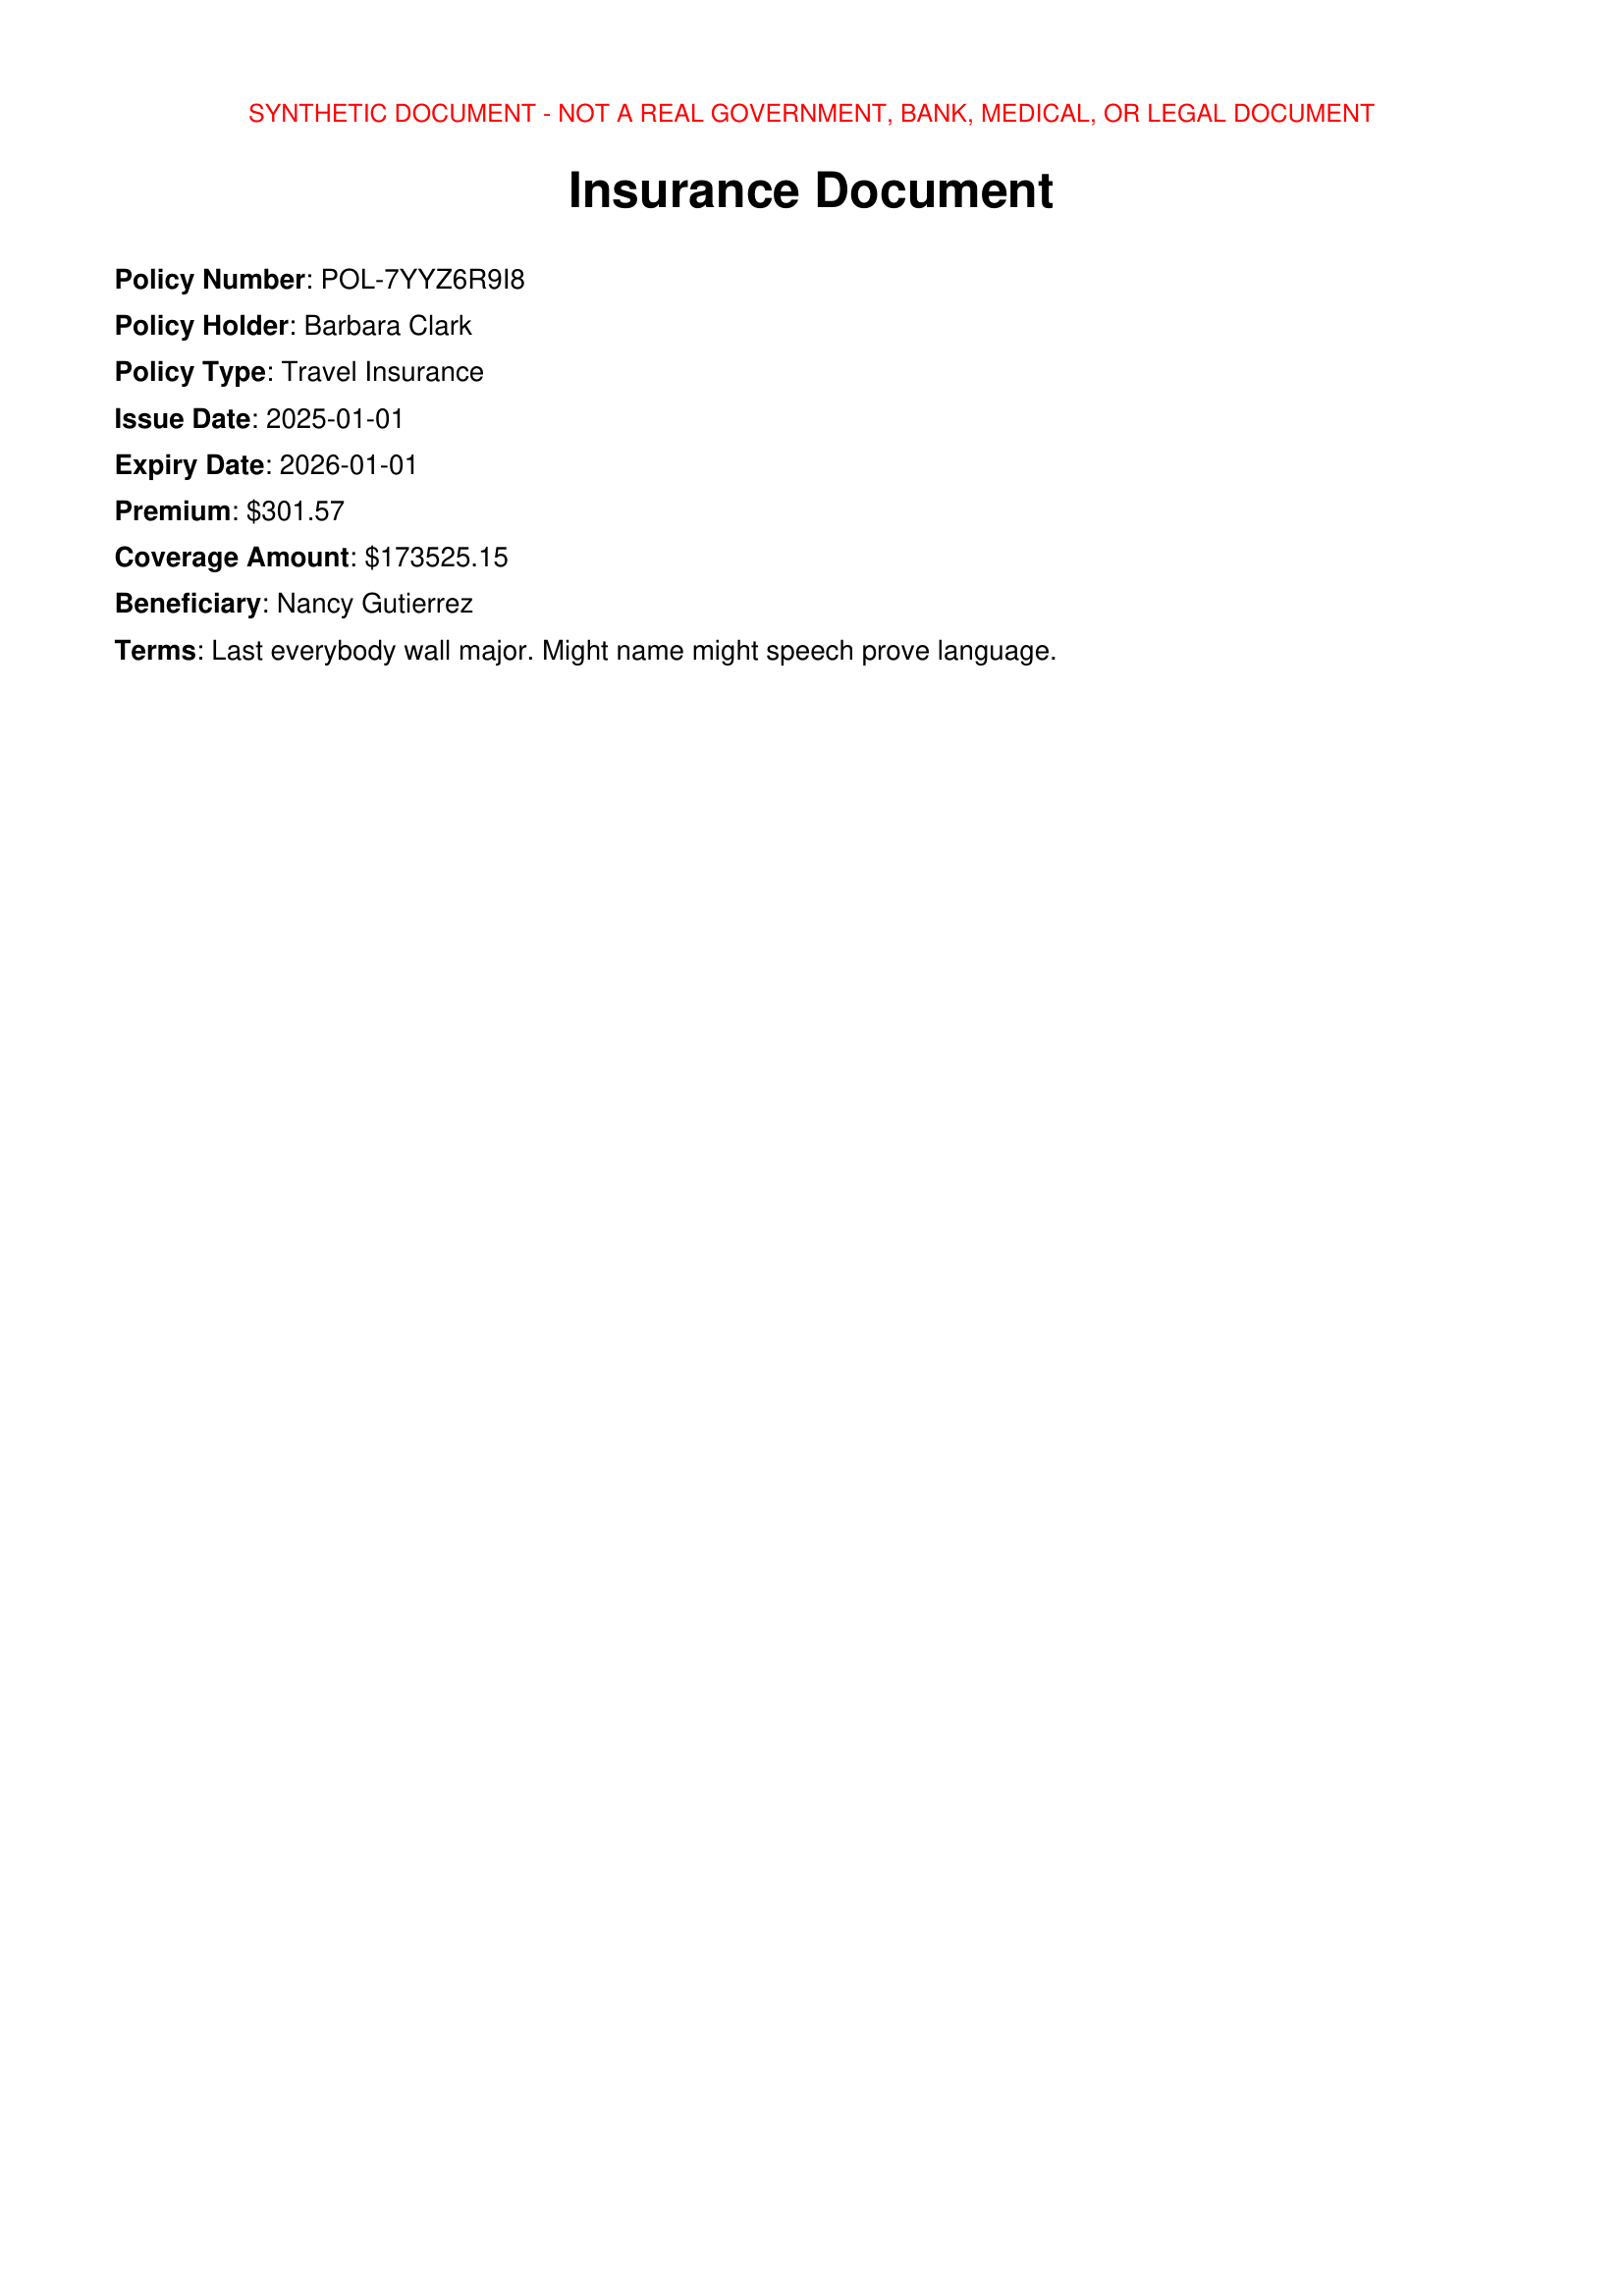 SYNTHETIC DOCUMENT - NOT A REAL GOVERNMENT, BANK, MEDICAL, OR LEGAL DOCUMENT
Insurance Document
Policy Number: POL-7YYZ6R9I8
Policy Holder: Barbara Clark
Policy Type: Travel Insurance
Issue Date: 2025-01-01
Expiry Date: 2026-01-01
Premium: $301.57
Coverage Amount: $173525.15
Beneficiary: Nancy Gutierrez
Terms: Last everybody wall major. Might name might speech prove language.